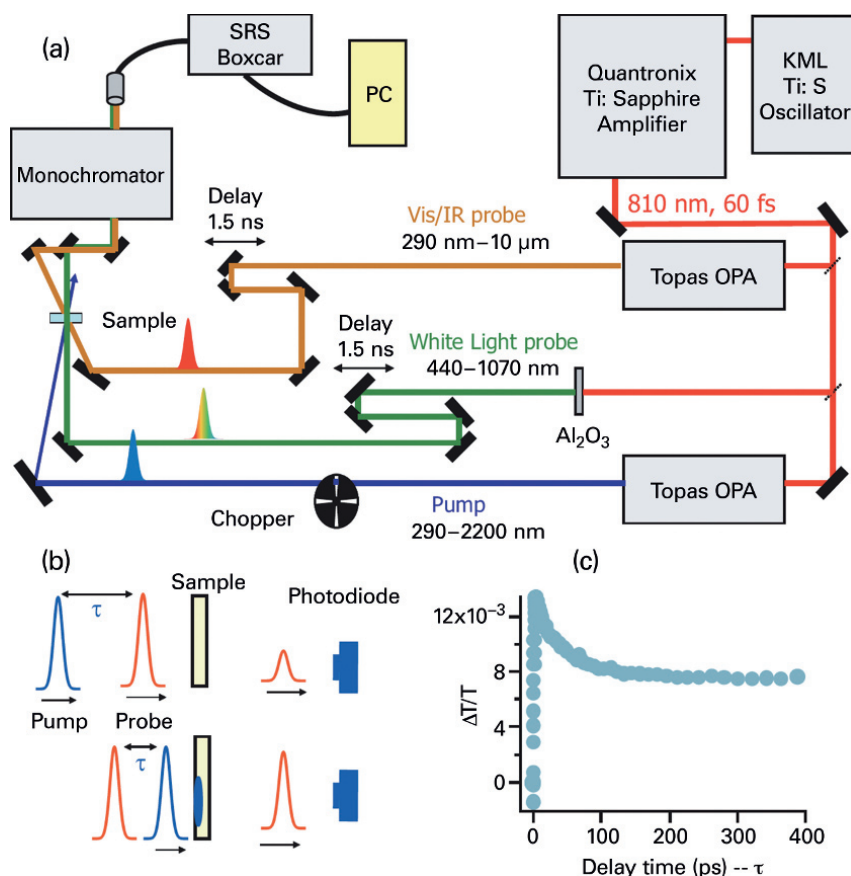 (a)
SRS
Boxcar
PC
Quantronix
Ti: Sapphire
Amplifier
KML
Ti: S
Oscillator
Monochromator
810 nm, 60 fs
Delay
1.5 ns
Vis/IR probe
290 nm–10 μm
Topas OPA
Sample
Delay
1.5 ns
White Light probe
440–1070 nm
Al₂O₃
Topas OPA
Chopper
Pump
290–2200 nm
(b)
Sample
Photodiode
τ
Pump
Probe
τ
(c)
12x10⁻³
8
4
0
ΔT/T
0
100
200
300
400
Delay time (ps) -- τ